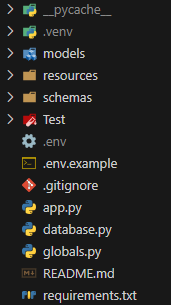 __pycache__
.venv
models
resources
schemas
Test
.env
.env.example
.gitignore
app.py
database.py
globals.py
README.md
requirements.txt